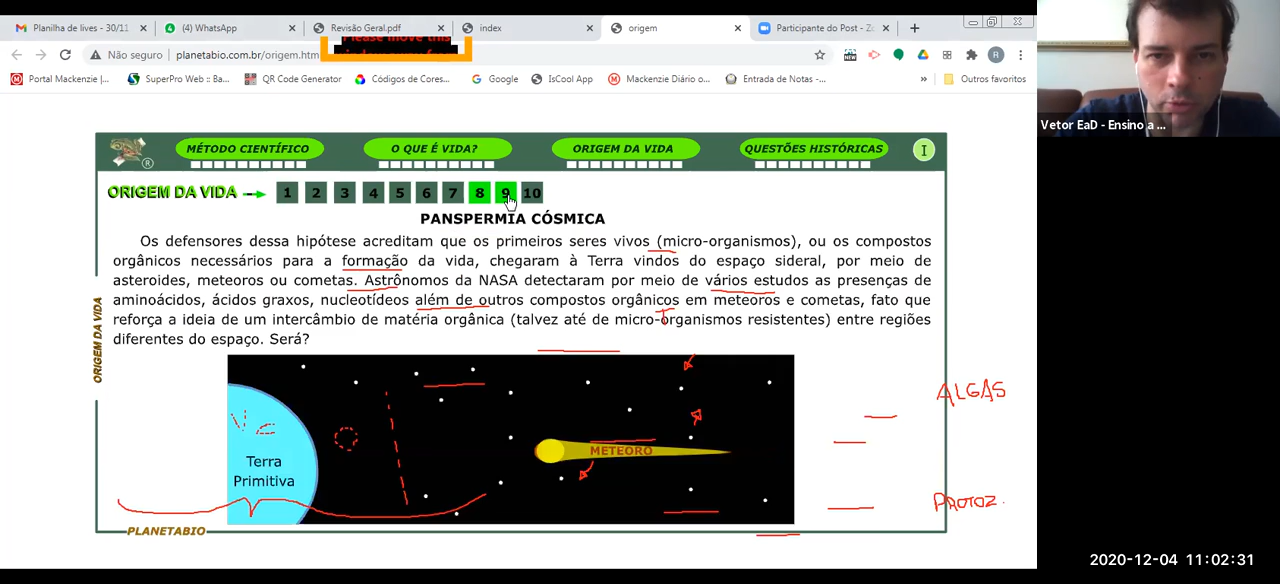 Planilha de lives - 30/11
(4) WhatsApp
Revisão Geral.pdf
index
origem
Participante do Post - Z
Please move this
Não seguro
planetabio.com.br/origem.htm
R
Portal Mackenzie
SuperPro Web :: Ba...
QR Code Generator
Códigos de Cores...
Google
IsCool App
Mackenzie Diário o...
Entrada de Notas -...
»
Outros favoritos
Vetor EaD - Ensino a ...
MÉTODO CIENTÍFICO
O QUE É VIDA?
ORIGEM DA VIDA
QUESTÕES HISTÓRICAS
I
®
ORIGEM DA VIDA
1 2 3 4 5 6 7 8 9 10
PANSPERMIA CÓSMICA
Os defensores dessa hipótese acreditam que os primeiros seres vivos (micro-organismos), ou os compostos
orgânicos necessários para a formação da vida, chegaram à Terra vindos do espaço sideral, por meio de
asteroides, meteoros ou cometas. Astrônomos da NASA detectaram por meio de vários estudos as presenças de
aminoácidos, ácidos graxos, nucleotídeos além de outros compostos orgânicos em meteoros e cometas, fato que
reforça a ideia de um intercâmbio de matéria orgânica (talvez até de micro-organismos resistentes) entre regiões
diferentes do espaço. Será?
ORIGEM DA VIDA
ALGAS
METEORO
Terra
Primitiva
PROTOZ.
PLANETABIO
2020-12-04 11:02:31